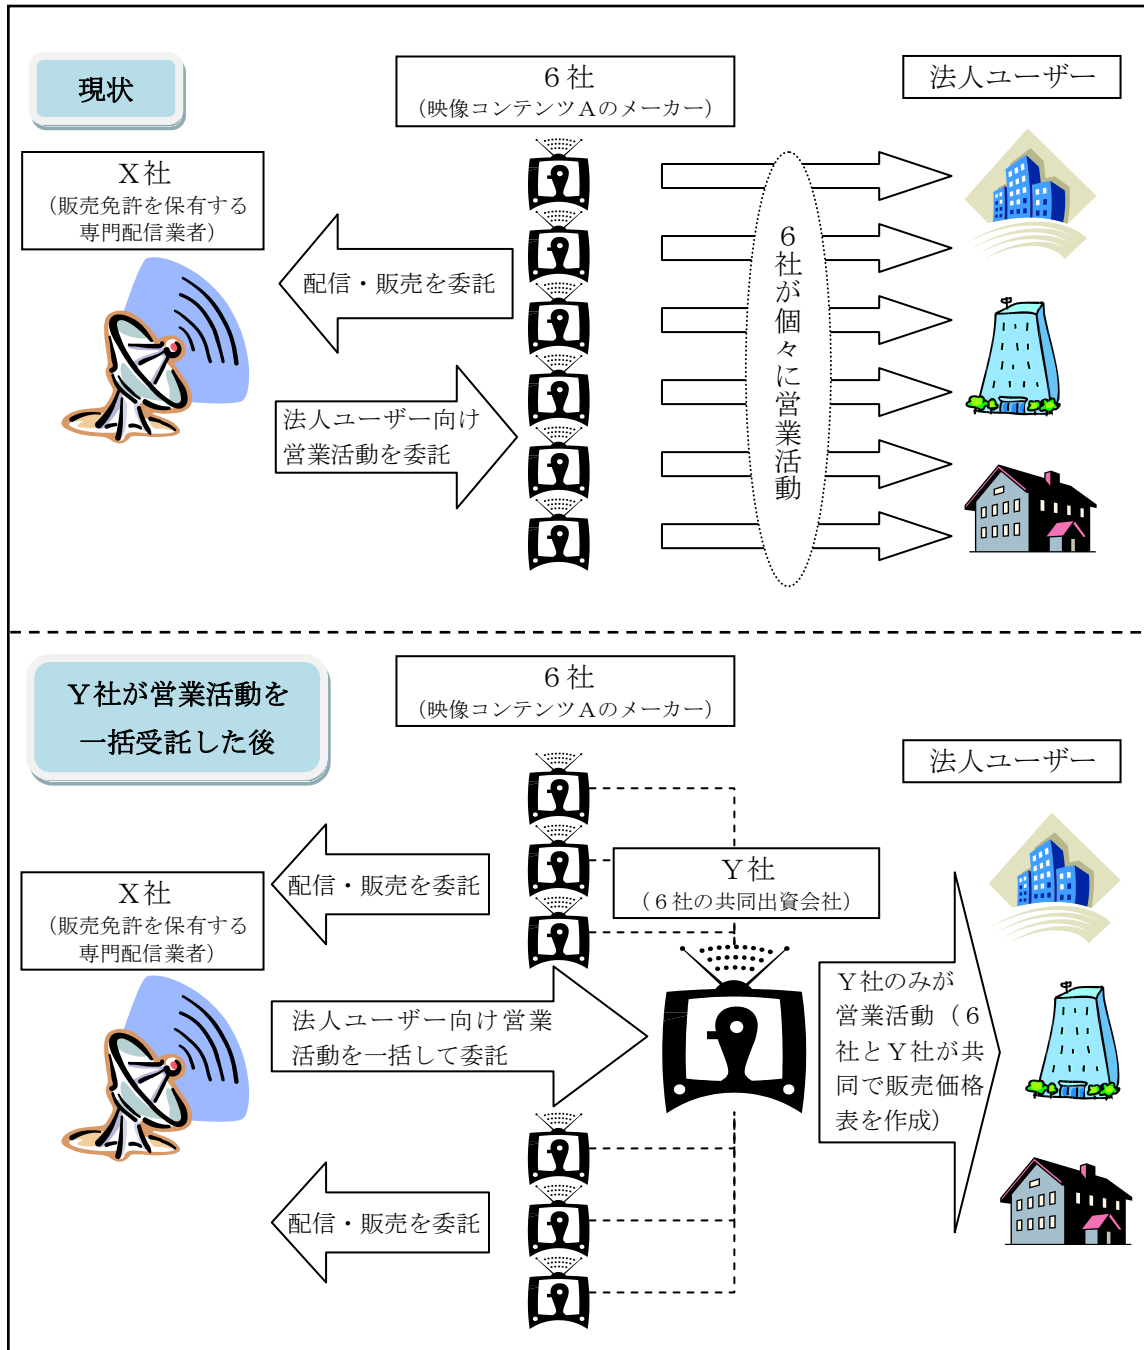 現状
６社
（映像コンテンツＡのメーカー）
法人ユーザー
Ｘ社
（販売免許を保有する
専門配信業者）
配信・販売を委託
法人ユーザー向け
営業活動を委託
６社が個々に営業活動
Ｙ社が営業活動を
一括受託した後
６社
（映像コンテンツＡのメーカー）
法人ユーザー
Ｘ社
（販売免許を保有する
専門配信業者）
配信・販売を委託
Ｙ社
（６社の共同出資会社）
法人ユーザー向け営業
活動を一括して委託
Ｙ社のみが
営業活動（６
社とＹ社が共
同で販売価格
表を作成）
配信・販売を委託